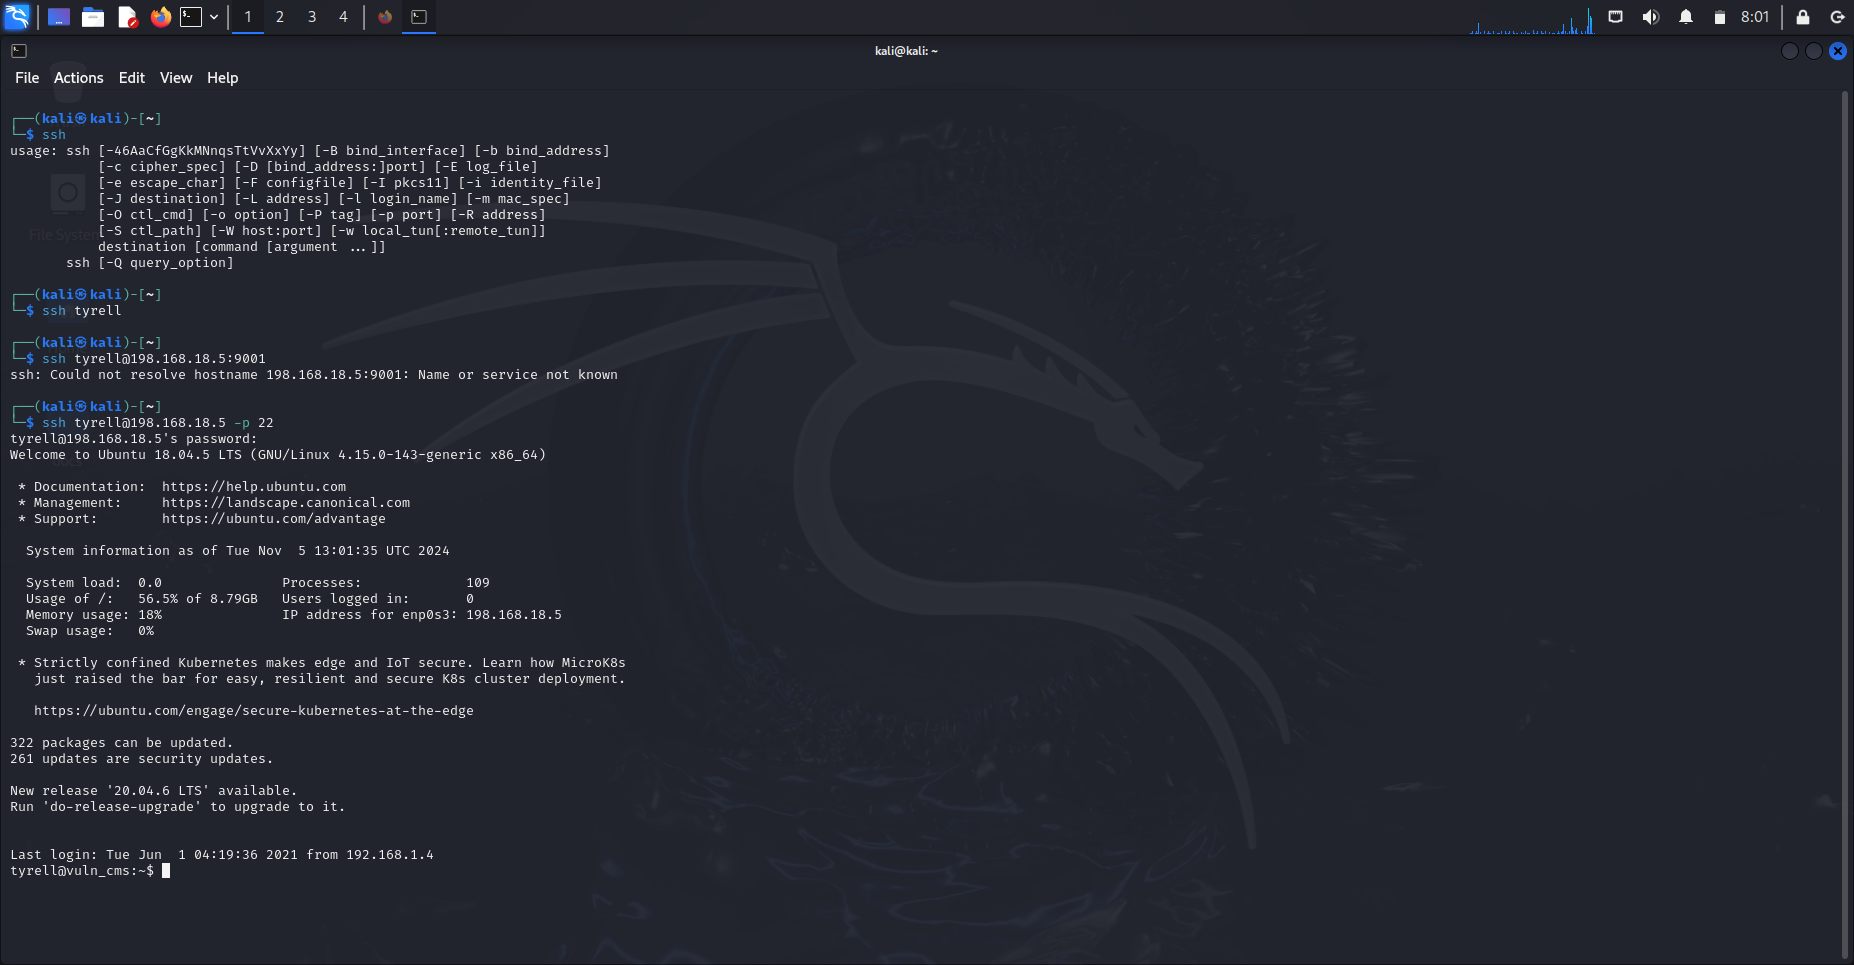 1 2 3 4 8:01
kali@kali: ~
File Actions Edit View Help
┌──(kali㉿kali)-[~]
└─$ ssh
usage: ssh [-46AaCfGgKkMNnqsTtVvXxYy] [-B bind_interface] [-b bind_address]
           [-c cipher_spec] [-D [bind_address:]port] [-E log_file]
           [-e escape_char] [-F configfile] [-I pkcs11] [-i identity_file]
           [-J destination] [-L address] [-l login_name] [-m mac_spec]
           [-O ctl_cmd] [-o option] [-P tag] [-p port] [-R address]
           [-S ctl_path] [-W host:port] [-w local_tun[:remote_tun]]
File System
           destination [command [argument ...]]
       ssh [-Q query_option]
┌──(kali㉿kali)-[~]
└─$ ssh tyrell
┌──(kali㉿kali)-[~]
└─$ ssh tyrell@198.168.18.5:9001
ssh: Could not resolve hostname 198.168.18.5:9001: Name or service not known
┌──(kali㉿kali)-[~]
└─$ ssh tyrell@198.168.18.5 -p 22
tyrell@198.168.18.5's password:
Welcome to Ubuntu 18.04.5 LTS (GNU/Linux 4.15.0-143-generic x86_64)
 * Documentation:  https://help.ubuntu.com
 * Management:     https://landscape.canonical.com
 * Support:        https://ubuntu.com/advantage
  System information as of Tue Nov  5 13:01:35 UTC 2024
  System load:  0.0               Processes:             109
  Usage of /:   56.5% of 8.79GB   Users logged in:       0
  Memory usage: 18%               IP address for enp0s3: 198.168.18.5
  Swap usage:   0%
 * Strictly confined Kubernetes makes edge and IoT secure. Learn how MicroK8s
   just raised the bar for easy, resilient and secure K8s cluster deployment.
   https://ubuntu.com/engage/secure-kubernetes-at-the-edge
322 packages can be updated.
261 updates are security updates.
New release '20.04.6 LTS' available.
Run 'do-release-upgrade' to upgrade to it.
Last login: Tue Jun  1 04:19:36 2021 from 192.168.1.4
tyrell@vuln_cms:~$